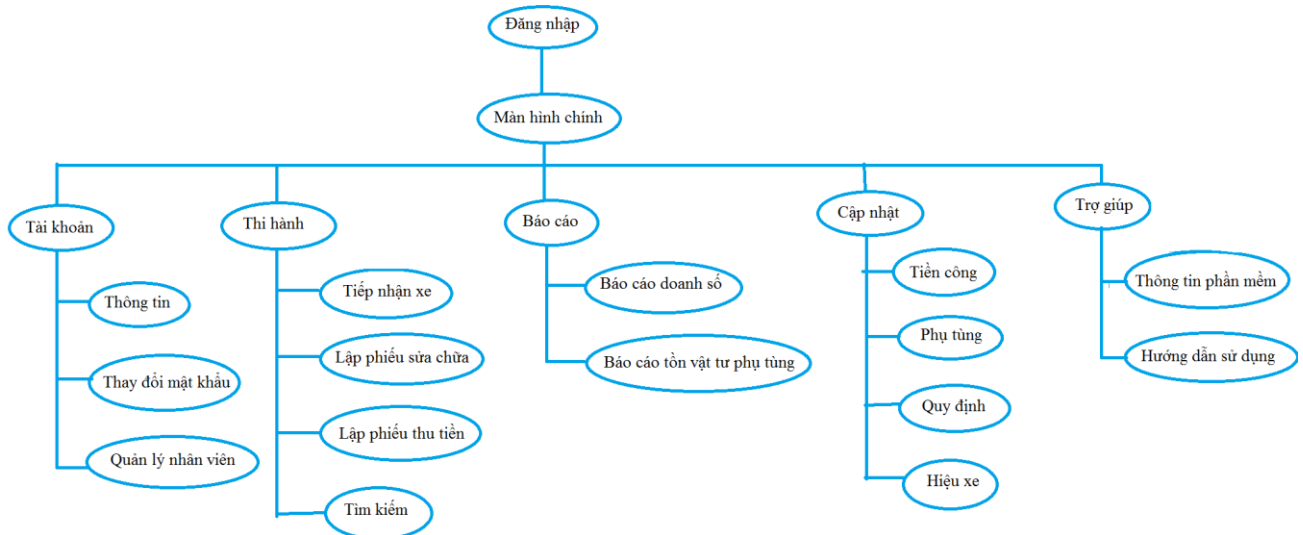 Đăng nhập
Màn hình chính
Tài khoản
Thi hành
Báo cáo
Cập nhật
Trợ giúp
Thông tin
Thay đổi mật khẩu
Quản lý nhân viên
Tiếp nhận xe
Lập phiếu sửa chữa
Lập phiếu thu tiền
Tìm kiếm
Báo cáo doanh số
Báo cáo tồn vật tư phụ tùng
Tiền công
Phụ tùng
Quy định
Hiệu xe
Thông tin phần mềm
Hướng dẫn sử dụng